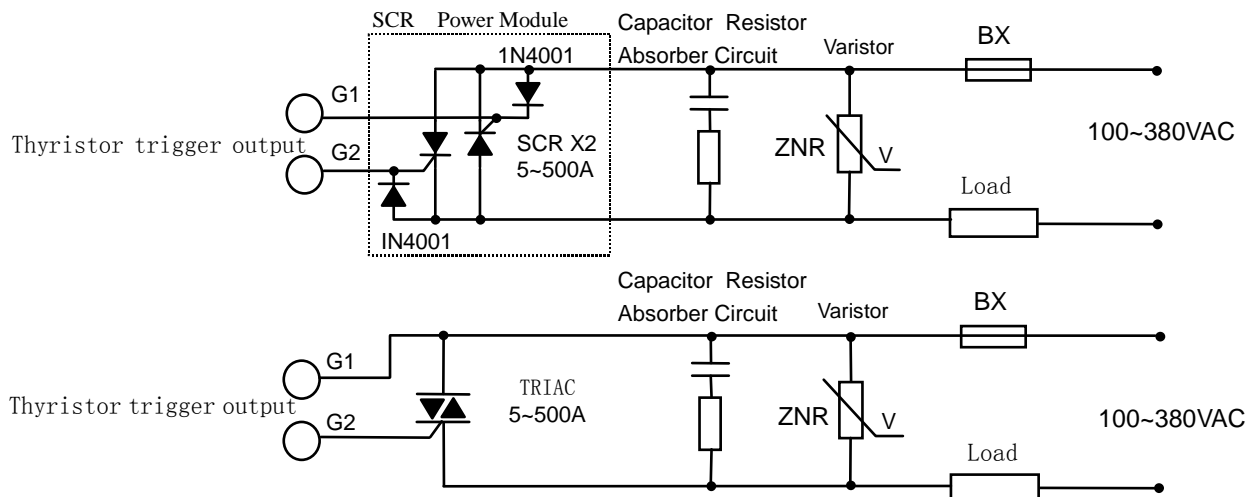 SCR Power Module
Capacitor Resistor
Absorber Circuit
Varistor
BX
1N4001
G1
Thyristor trigger output
G2
SCR X2
5~500A
ZNR
V
100~380VAC
Load
IN4001
Capacitor Resistor
Absorber Circuit
Varistor
BX
G1
Thyristor trigger output
G2
TRIAC
5~500A
ZNR
V
100~380VAC
Load